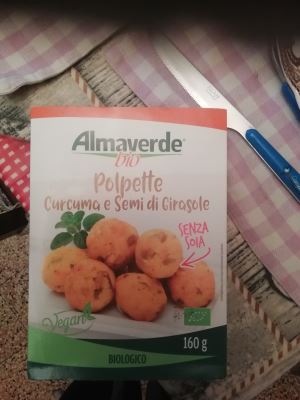 Almaverde
bio
Polpette
Curcuma e Semi di Girasole
SENZA
SOIA
Vegan
BIOLOGICO
160 g